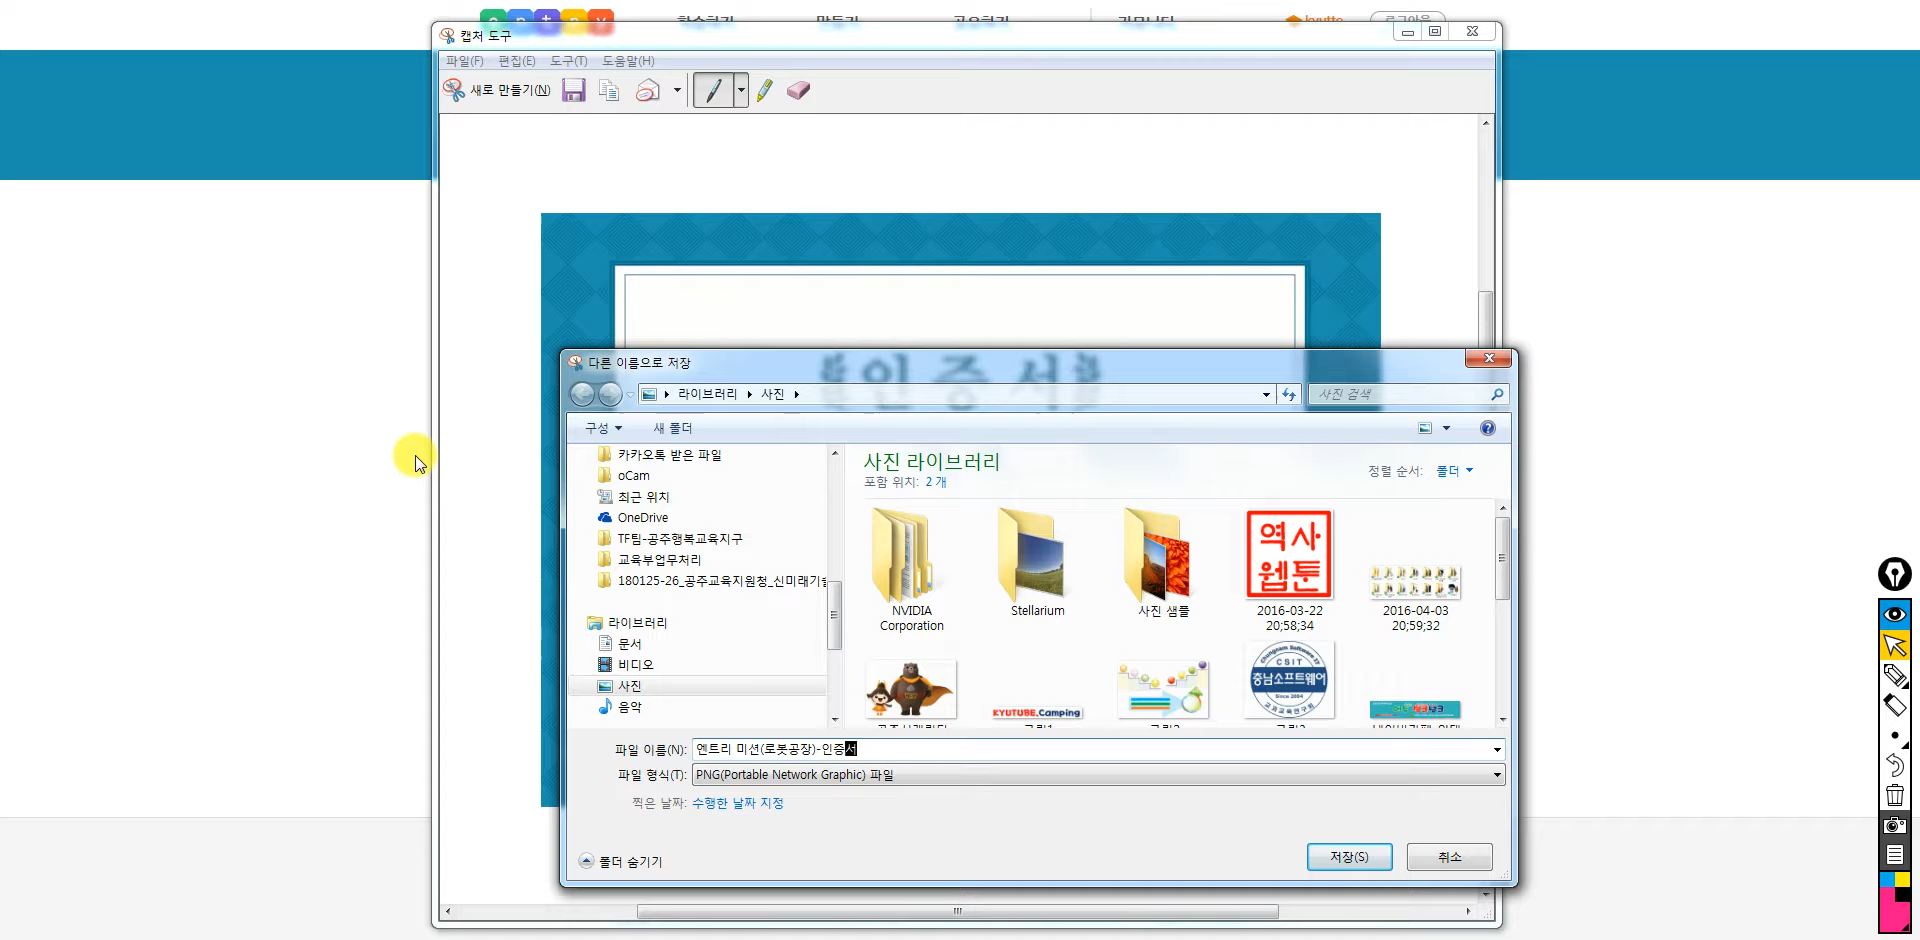 캡처 도구
파일(F) 편집(E) 도구(T) 도움말(H)
새로 만들기(N)
인증서
다른 이름으로 저장
라이브러리 사진
사진 검색
구성 새 폴더
카카오톡 받은 파일
oCam
최근 위치
OneDrive
TF팀-공주행복교육지구
교육부업무처리
180125-26_공주교육지원청_신미래기술
라이브러리
문서
비디오
사진
음악
사진 라이브러리
포함 위치: 2 개
정렬 순서: 폴더
역사
웹툰
NVIDIA
Corporation
Stellarium
사진 샘플
2016-03-22
20;58;34
2016-04-03
20;59;32
KYUTUBE.Camping
CSIT
충남소프트웨어
Since 2004
파일 이름(N): 엔트리 미션(로봇공장)-인증서
파일 형식(T): PNG(Portable Network Graphic) 파일
찍은 날짜: 수행한 날짜 지정
폴더 숨기기
저장(S) 취소